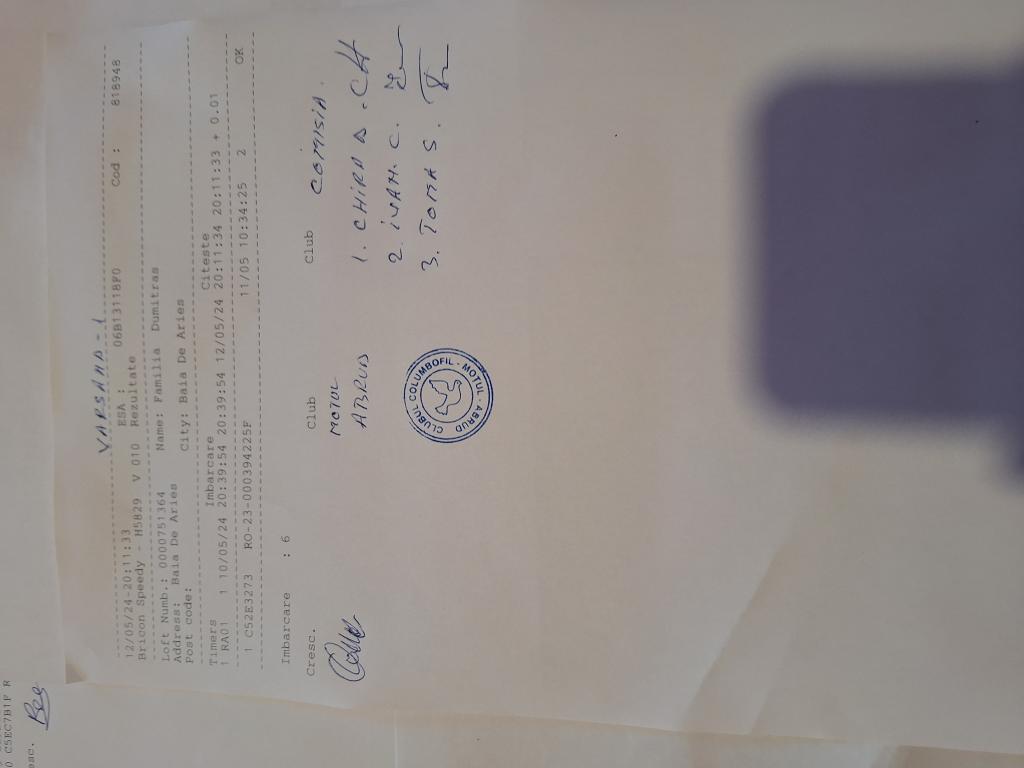 VARSAND-1
12/05/24-20:11:33 ESA : 06B13118F0 Cod : 818948
Bricon Speedy - H5829 V 010 Rezultate
Loft Numb.: 0000751364 Name: Familia Dumitras
Address: Baia De Aries City: Baia De Aries
Post code:
Timers Imbarcare Citeste
1 RA01 1 10/05/24 20:39:54 20:39:54 12/05/24 20:11:34 20:11:33 + 0.01
1 C52E3273 RO-23-000394225F 11/05 10:34:25 2 OK
Imbarcare : 6
Cresc. Club Club
MOTUL
ABRUD
COMISIA.
1. CHIRA A.
2. IVAN. C.
3. TOMA S.
CLUBUL COLUMBOFIL - MOTUL - ABRUD
0 C5EC7B1F R
esc.